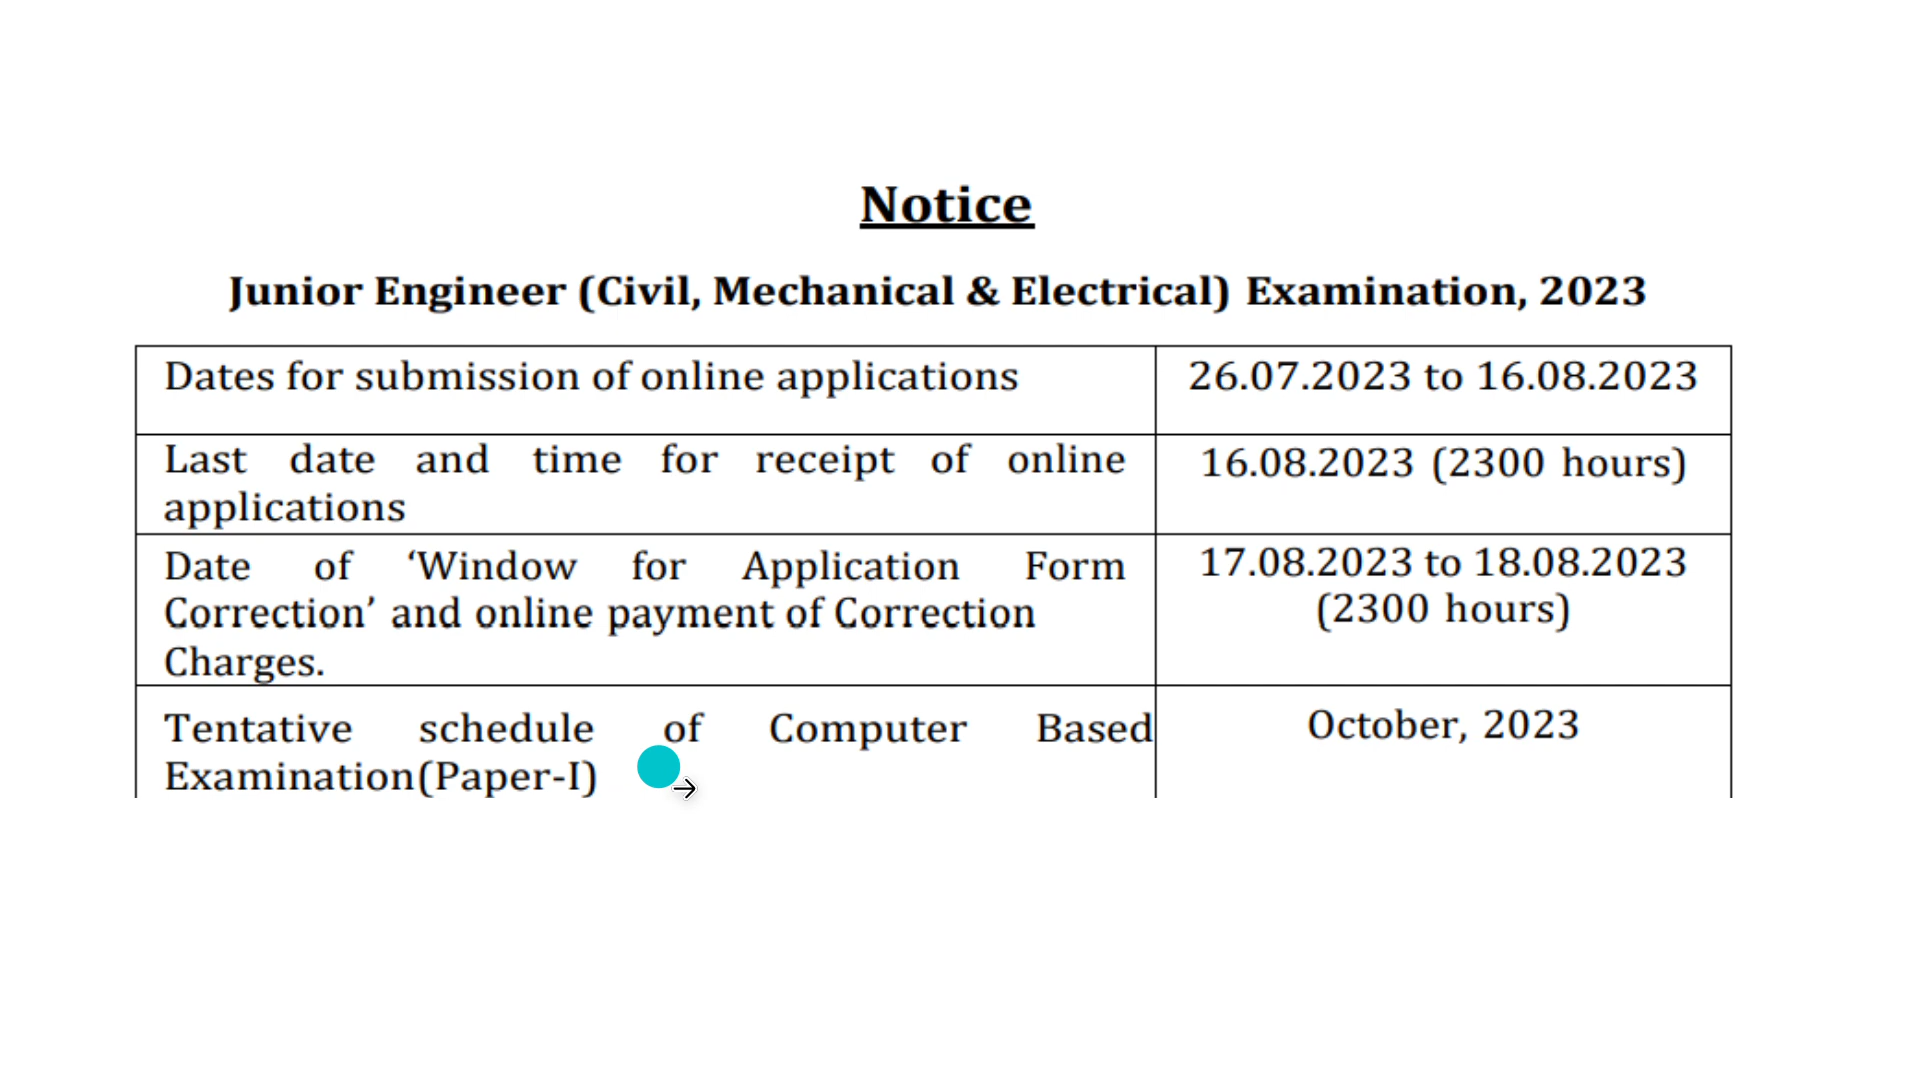 Notice
Junior Engineer (Civil, Mechanical & Electrical) Examination, 2023
Dates for submission of online applications
26.07.2023 to 16.08.2023
Last date and time for receipt of online
applications
16.08.2023 (2300 hours)
Date of ‘Window for Application Form
Correction’ and online payment of Correction
Charges.
17.08.2023 to 18.08.2023
(2300 hours)
Tentative schedule of Computer Based
Examination(Paper-I)
October, 2023